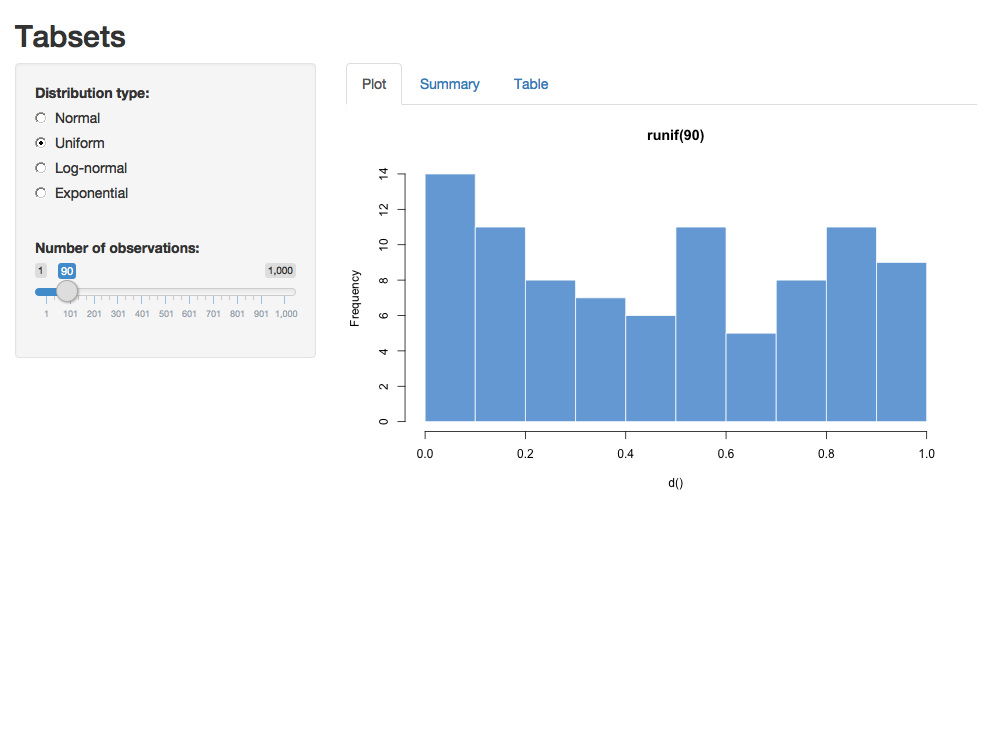 Tabsets
Distribution type:
Normal
Uniform
Log-normal
Exponential
Number of observations:
1 90 1,000
1 101 201 301 401 501 601 701 801 901 1,000
Plot Summary Table
runif(90)
Frequency
14
12
10
8
6
4
2
0
0.0 0.2 0.4 0.6 0.8 1.0
d()